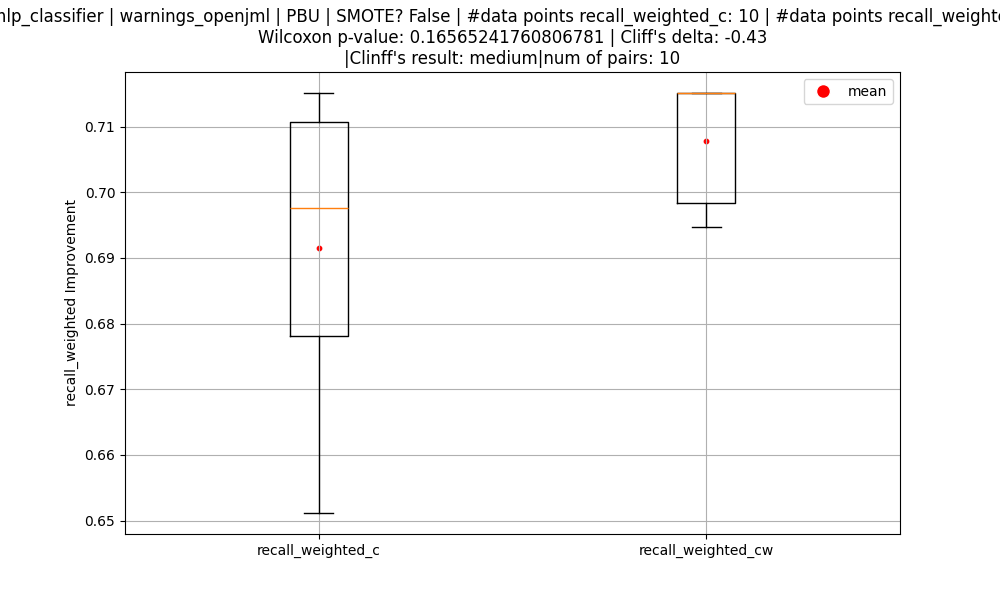 mlp_classifier | warnings_openjml | PBU | SMOTE? False | #data points recall_weighted_c: 10 | #data points
Wilcoxon p-value: 0.16565241760806781 | Cliff's delta: -0.43
|Clinff's result: medium|num of pairs: 10
mean
0.71
0.70
0.69
0.68
0.67
0.66
0.65
recall_weighted Improvement
recall_weighted_c
recall_weighted_cw